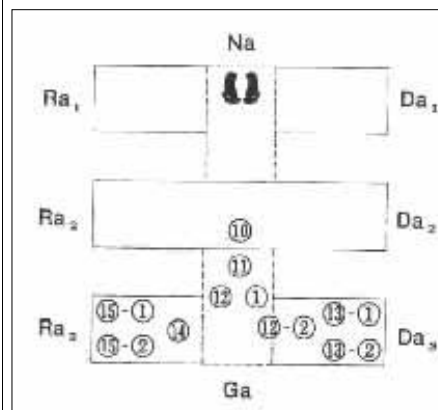 Na
Ra₁ Da₁
Ra₂ Da₂
⑩
⑪
⑫ ①
⑮-① ⑬-①
Ra₃ ⑭ ⑫-② Da₃
⑮-② ⑬-②
Ga